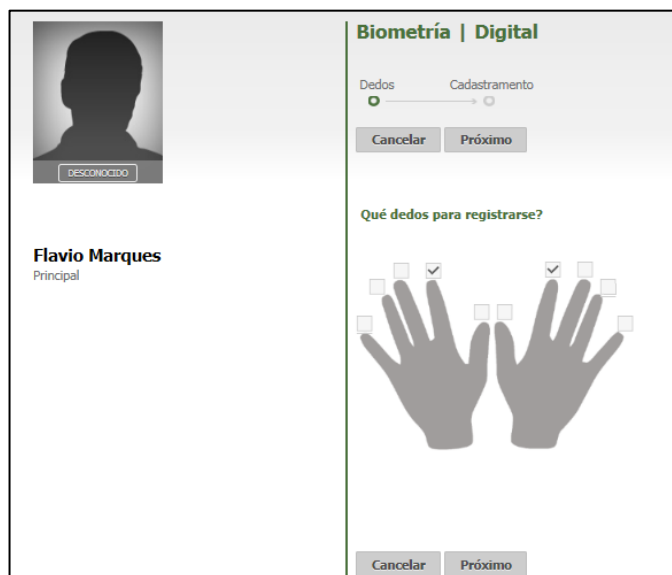 DESCONOCIDO
Flavio Marques
Principal
Biometría | Digital
Dedos Cadastramento
Cancelar Próximo
Qué dedos para registrarse?
Cancelar Próximo